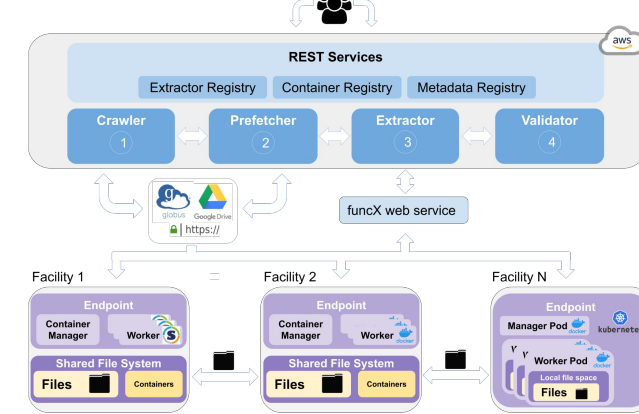 aws
REST Services
Extractor Registry
Container Registry
Metadata Registry
Crawler
Prefetcher
Extractor
Validator
1
2
3
4
g
globus
Google Drive
https://
funcX web service
Facility 1
Facility 2
Facility N
Endpoint
Container
Manager
Worker
S
Shared File System
Files
Containers
Endpoint
Container
Manager
Worker
docker
Shared File System
Files
Containers
Endpoint
Manager Pod
docker
kubernete
Worker Pod
docker
Local file space
Files